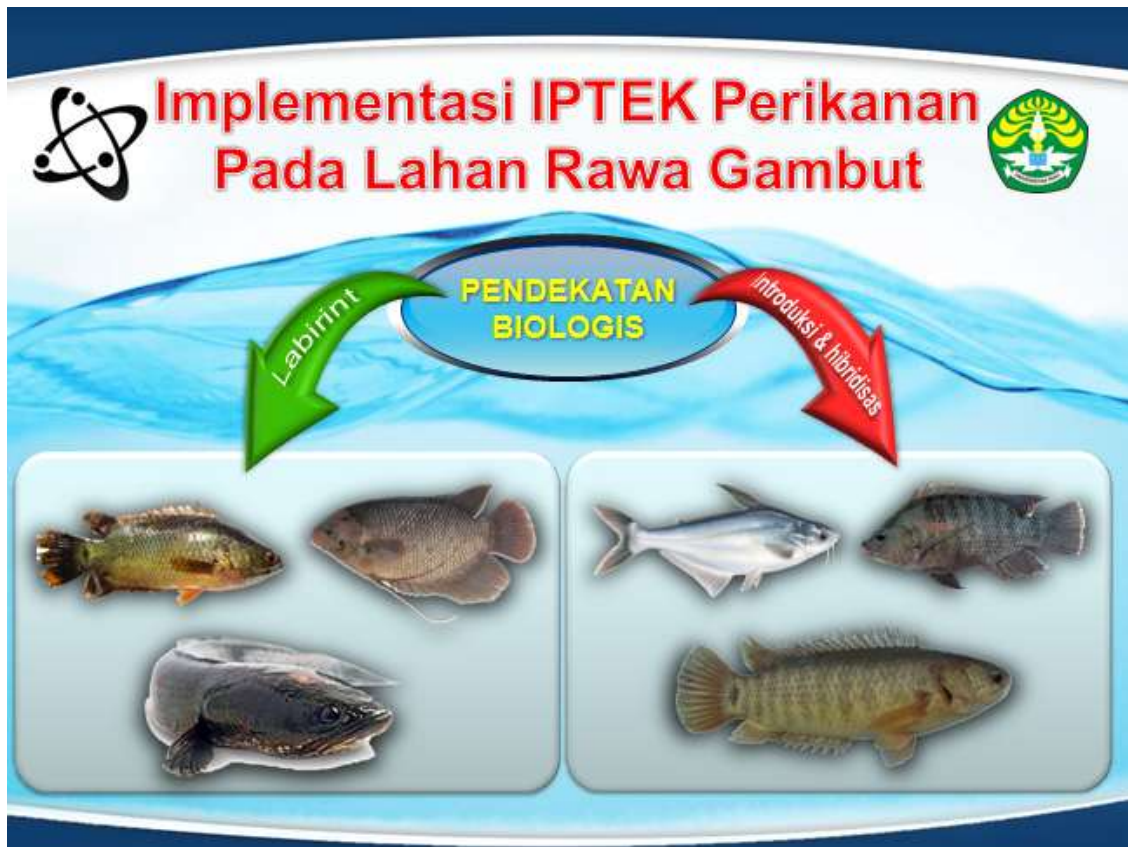 Implementasi IPTEK Perikanan
Pada Lahan Rawa Gambut
PENDEKATAN
BIOLOGIS
Labirint
Introduksi & hibridisas